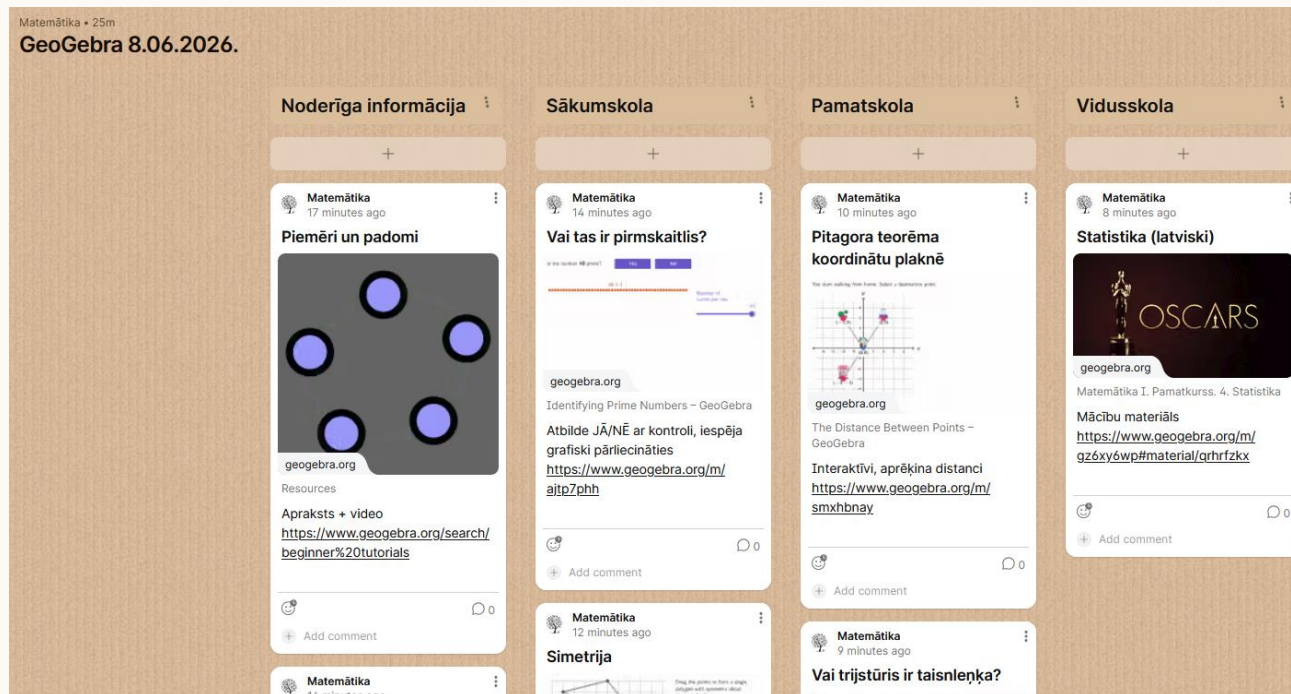 Matemātika • 25m
GeoGebra 8.06.2026.
Noderīga informācija
Matemātika
17 minutes ago
Piemēri un padomi
geogebra.org
Resources
Apraksts + video
https://www.geogebra.org/search/
beginner%20tutorials
0
Add comment
Matemātika
Sākumskola
Matemātika
14 minutes ago
Vai tas ir pirmskaitlis?
geogebra.org
Identifying Prime Numbers – GeoGebra
Atbilde JĀ/NĒ ar kontroli, iespēja
grafiski pārliecināties
https://www.geogebra.org/m/
ajtp7phh
0
Add comment
Matemātika
12 minutes ago
Simetrija
Pamatskola
Matemātika
10 minutes ago
Pitagora teorēma
koordinātu plaknē
geogebra.org
The Distance Between Points –
GeoGebra
Interaktīvi, aprēķina distanci
https://www.geogebra.org/m/
smxhbnay
0
Add comment
Matemātika
9 minutes ago
Vai trijstūris ir taisnleņķa?
Vidusskola
Matemātika
8 minutes ago
Statistika (latviski)
OSCARS
geogebra.org
Matemātika I. Pamatkurss. 4. Statistika
Mācību materiāls
https://www.geogebra.org/m/
gz6xy6wp#material/qrhrfzkx
0
Add comment